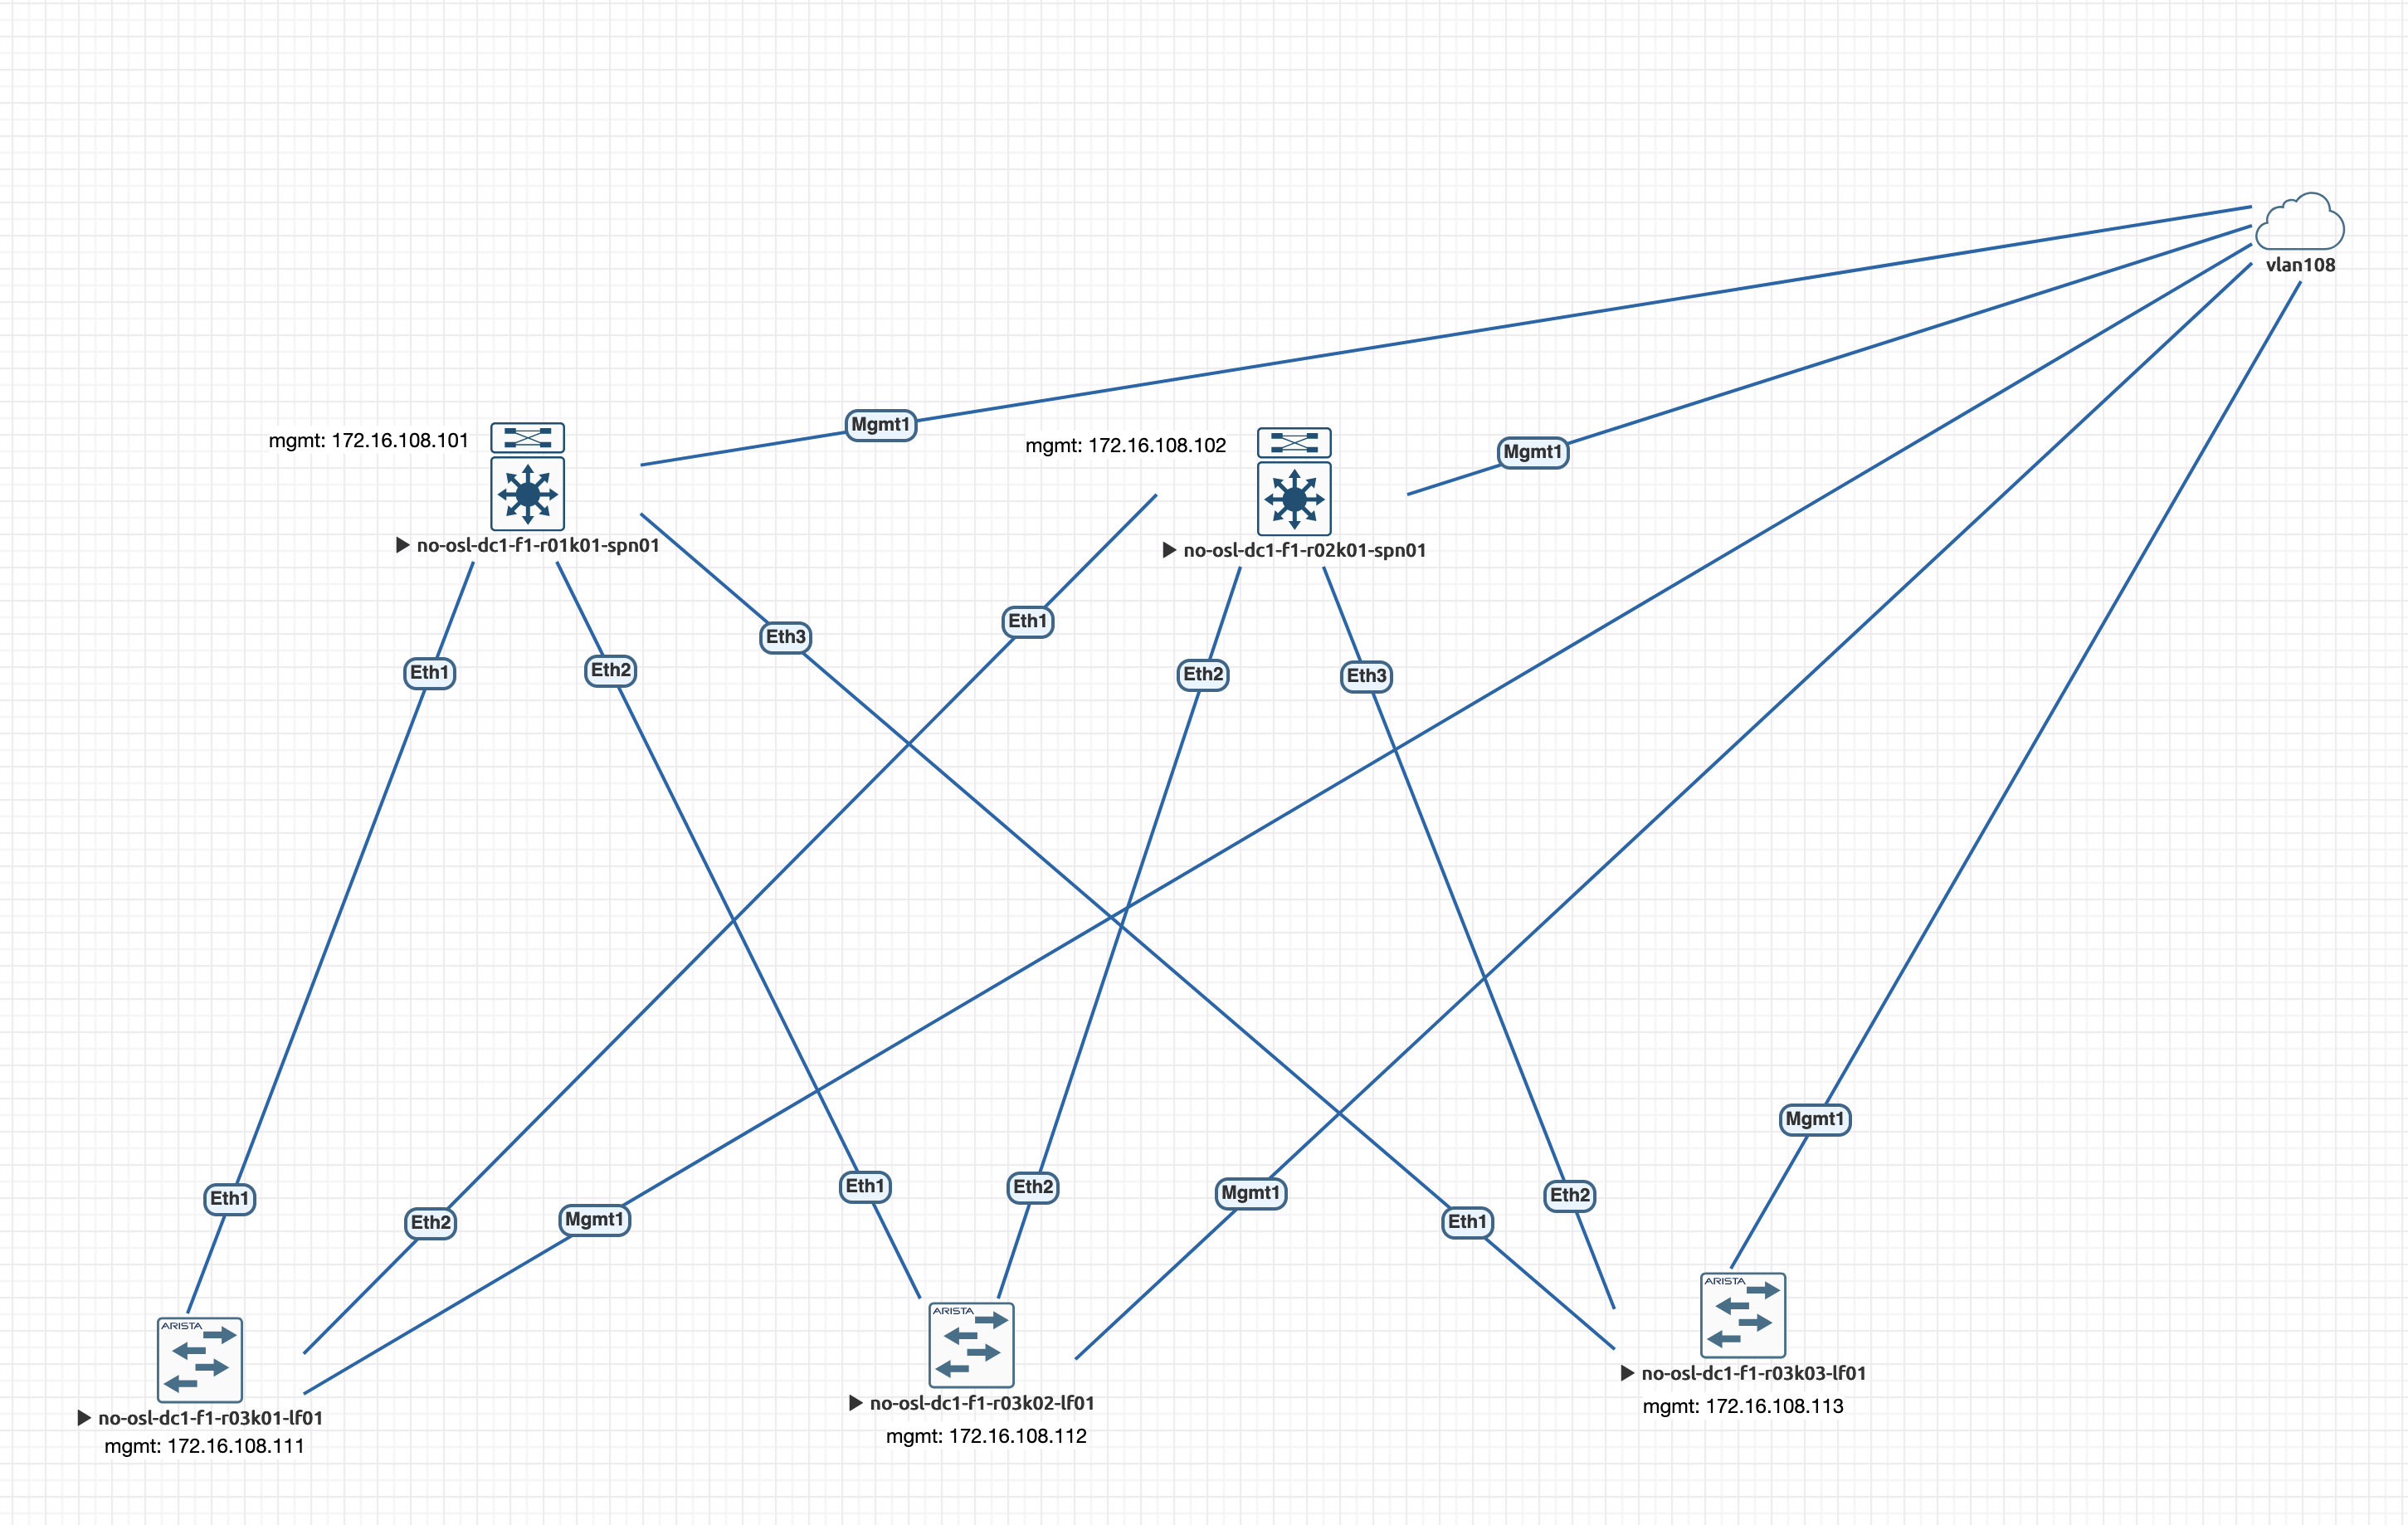 vlan108
Mgmt1
mgmt: 172.16.108.101
mgmt: 172.16.108.102
Mgmt1
no-osl-dc1-f1-r01k01-spn01
no-osl-dc1-f1-r02k01-spn01
Eth1
Eth3
Eth1
Eth2
Eth2
Eth3
Mgmt1
Eth1
Eth2
Mgmt1
Eth1
Eth2
Mgmt1
Eth1
Eth2
ARISTA
ARISTA
ARISTA
no-osl-dc1-f1-r03k03-lf01
mgmt: 172.16.108.113
no-osl-dc1-f1-r03k02-lf01
mgmt: 172.16.108.112
no-osl-dc1-f1-r03k01-lf01
mgmt: 172.16.108.111